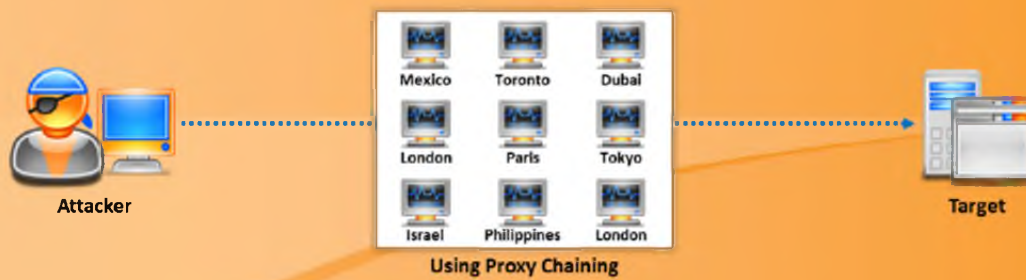 Mexico Toronto Dubai
London Paris Tokyo
Israel Philippines London
Attacker
Target
Using Proxy Chaining